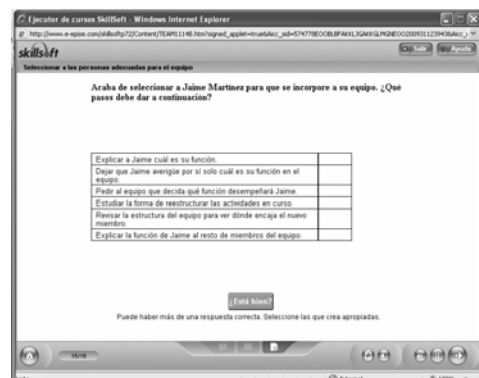 Ejecutor de cursos SkillSoft - Windows Internet Explorer
skillsoft
Salir
Ayuda
Seleccionar a las personas adecuadas para el equipo
Acaba de seleccionar a Jaime Martínez para que se incorpore a su equipo. ¿Qué
pasos debe dar a continuación?
Explicar a Jaime cuál es su función.
Dejar que Jaime averigüe por sí solo cuál es su función en el
equipo.
Pedir al equipo que decida qué función desempeñará Jaime.
Estudiar la forma de reestructurar las actividades en curso.
Revisar la estructura del equipo para ver dónde encaja el nuevo
miembro.
Explicar la función de Jaime al resto de miembros del equipo.
¿Está bien?
Puede haber más de una respuesta correcta. Seleccione las que crea apropiadas.